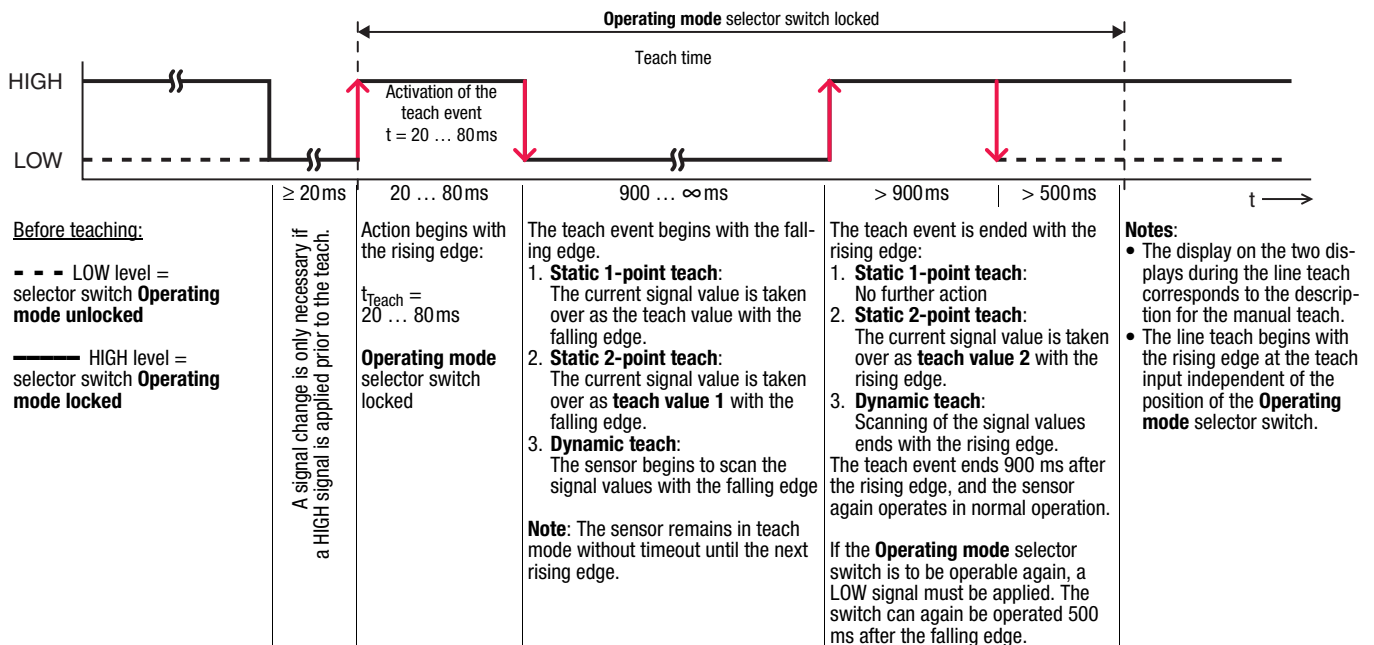 Operating mode selector switch locked
Teach time
HIGH
Activation of the
teach event
t = 20 … 80 ms
LOW
≥ 20 ms
20 … 80 ms
900 … ∞ ms
> 900 ms
> 500 ms
t
Before teaching:
LOW level =
selector switch Operating
mode unlocked
HIGH level =
selector switch Operating
mode locked
A signal change is only necessary if
a HIGH signal is applied prior to the teach.
Action begins with
the rising edge:
tTeach =
20 … 80 ms
Operating mode
selector switch
locked
The teach event begins with the fall-
ing edge.
1. Static 1-point teach:
The current signal value is taken
over as the teach value with the
falling edge.
2. Static 2-point teach:
The current signal value is taken
over as teach value 1 with the
falling edge.
3. Dynamic teach:
The sensor begins to scan the
signal values with the falling edge
Note: The sensor remains in teach
mode without timeout until the next
rising edge.
The teach event is ended with the
rising edge:
1. Static 1-point teach:
No further action
2. Static 2-point teach:
The current signal value is taken
over as teach value 2 with the
rising edge.
3. Dynamic teach:
Scanning of the signal values
ends with the rising edge.
The teach event ends 900 ms after
the rising edge, and the sensor
again operates in normal operation.
If the Operating mode selector
switch is to be operable again, a
LOW signal must be applied. The
switch can again be operated 500
ms after the falling edge.
Notes:
• The display on the two dis-
plays during the line teach
corresponds to the descrip-
tion for the manual teach.
• The line teach begins with
the rising edge at the teach
input independent of the
position of the Operating
mode selector switch.